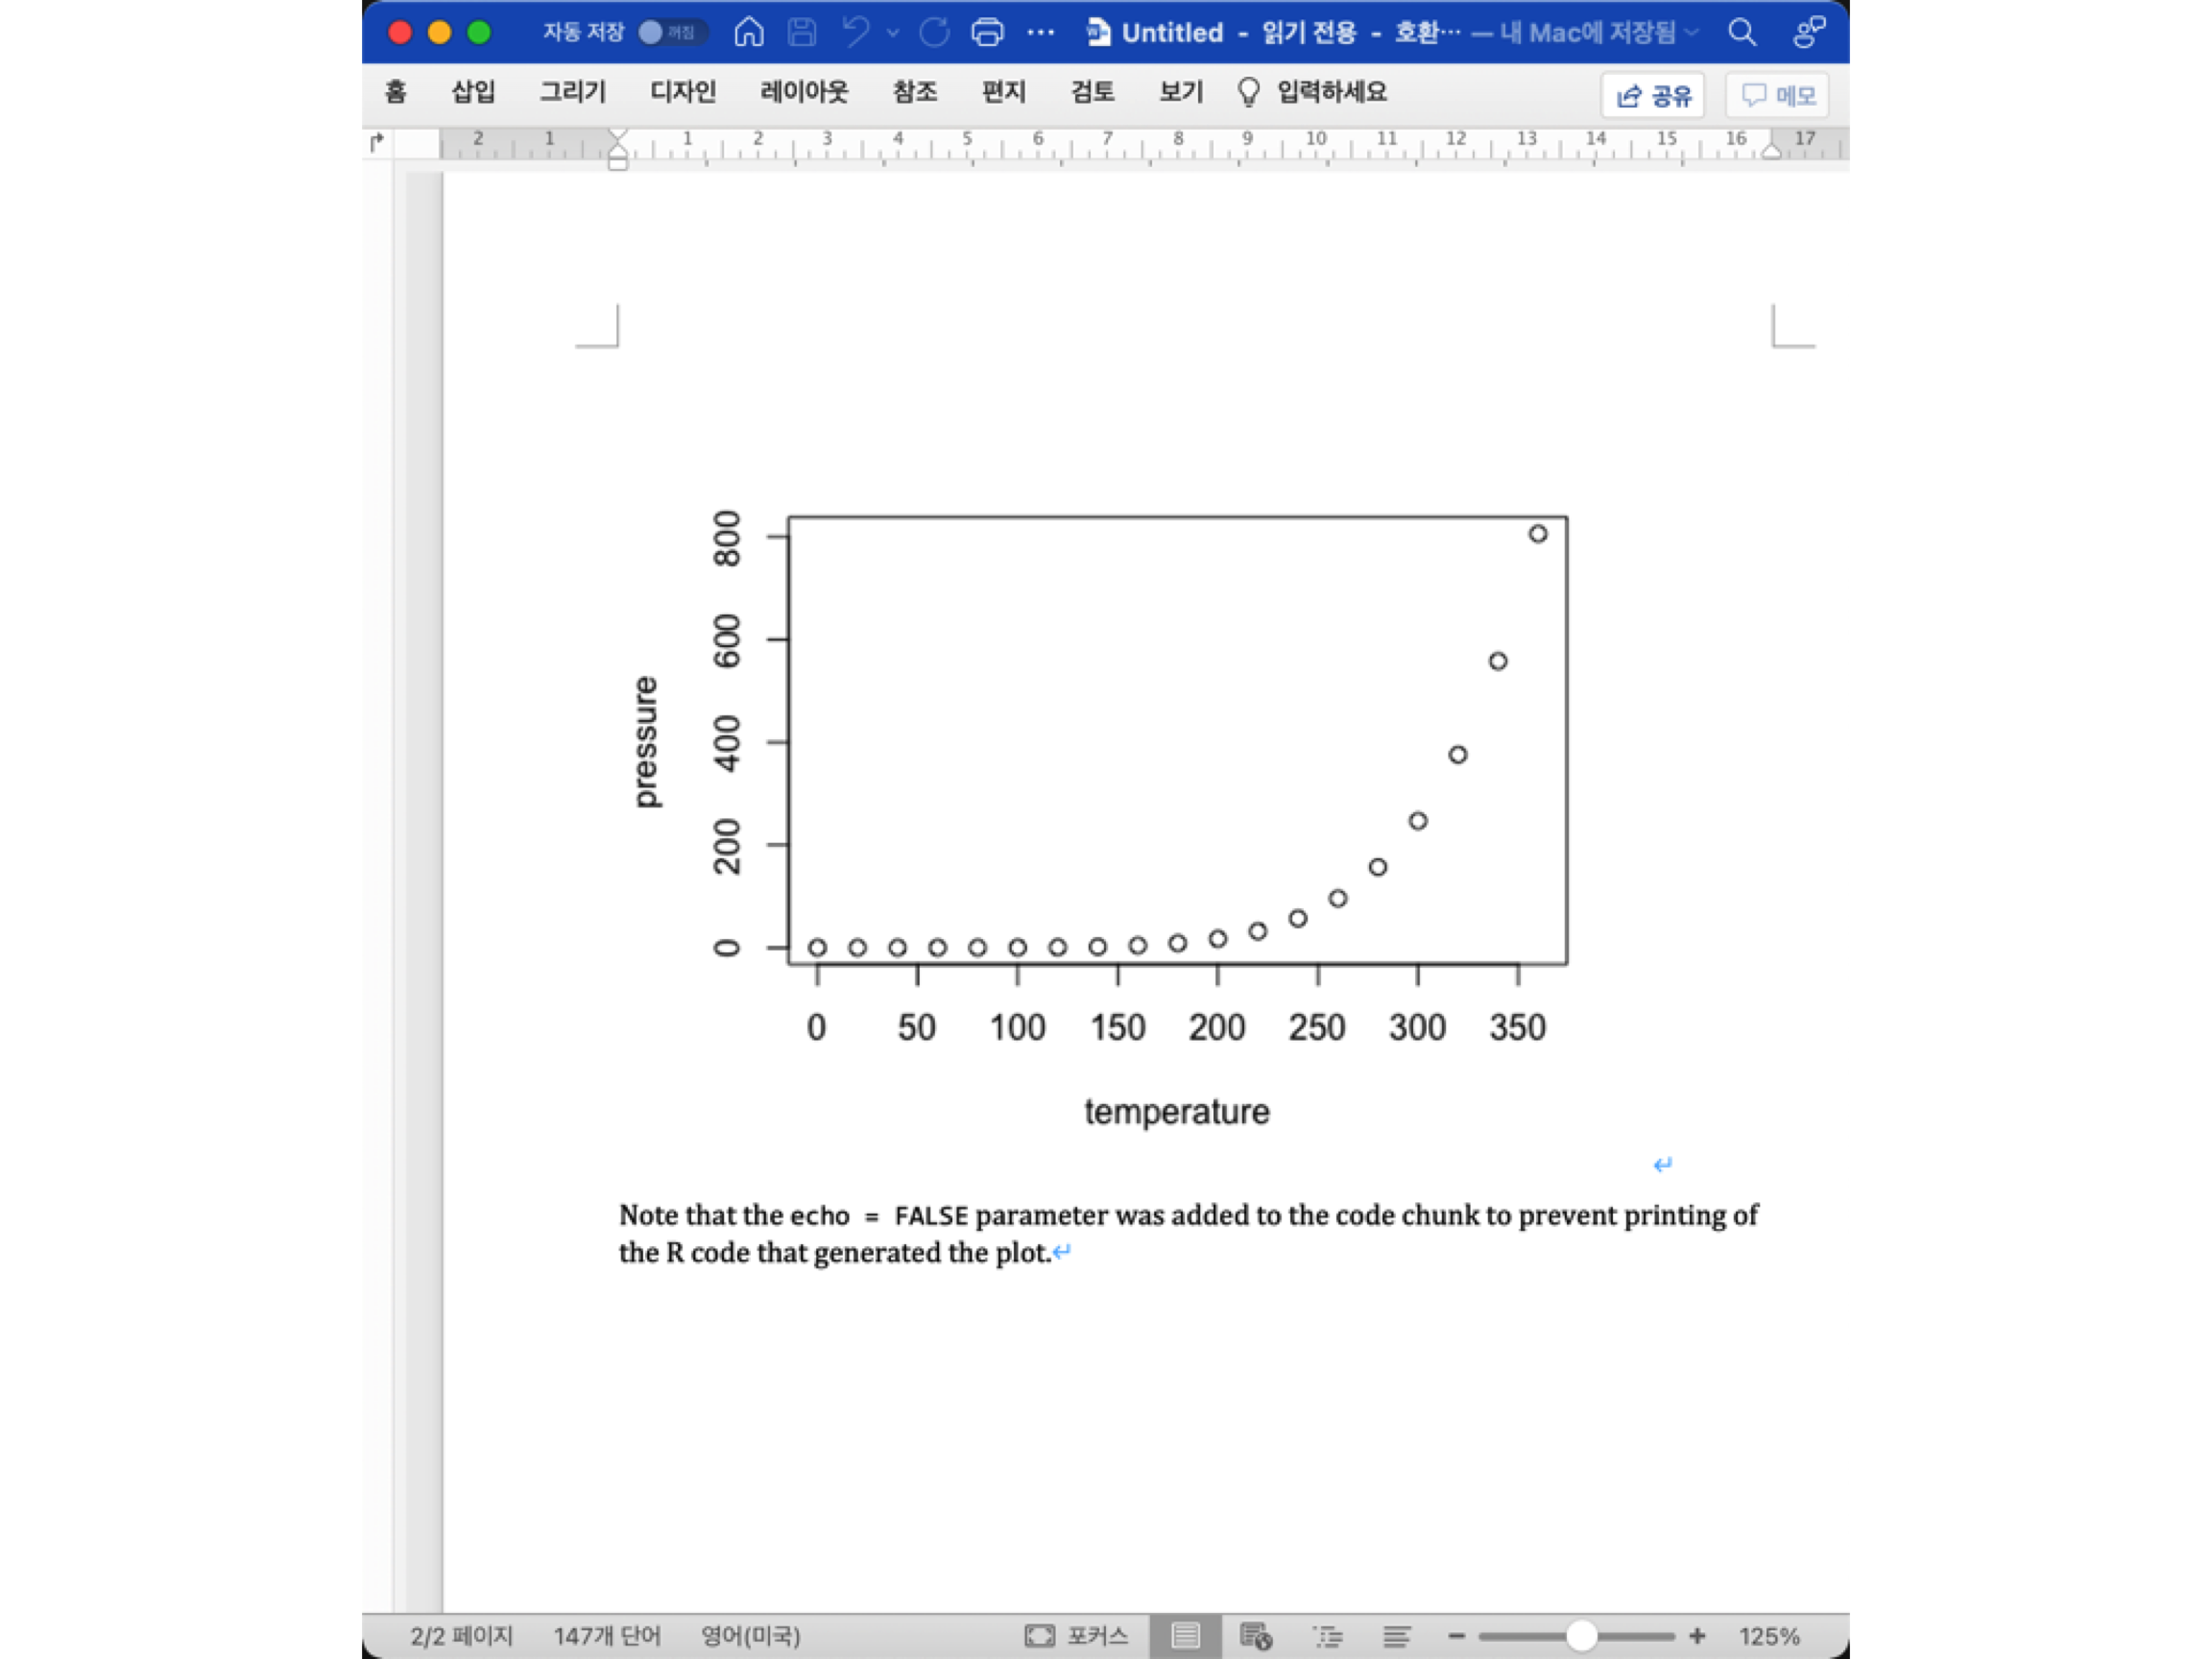 자동 저장 꺼짐 Untitled - 읽기 전용 - 호환… — 내 Mac에 저장됨
홈 삽입 그리기 디자인 레이아웃 참조 편지 검토 보기 입력하세요 공유 메모
2 1 1 2 3 4 5 6 7 8 9 10 11 12 13 14 15 16 17
800
600
400
200
0
pressure
0 50 100 150 200 250 300 350
temperature
Note that the echo = FALSE parameter was added to the code chunk to prevent printing of
the R code that generated the plot.
2/2 페이지 147개 단어 영어(미국) 포커스 125%